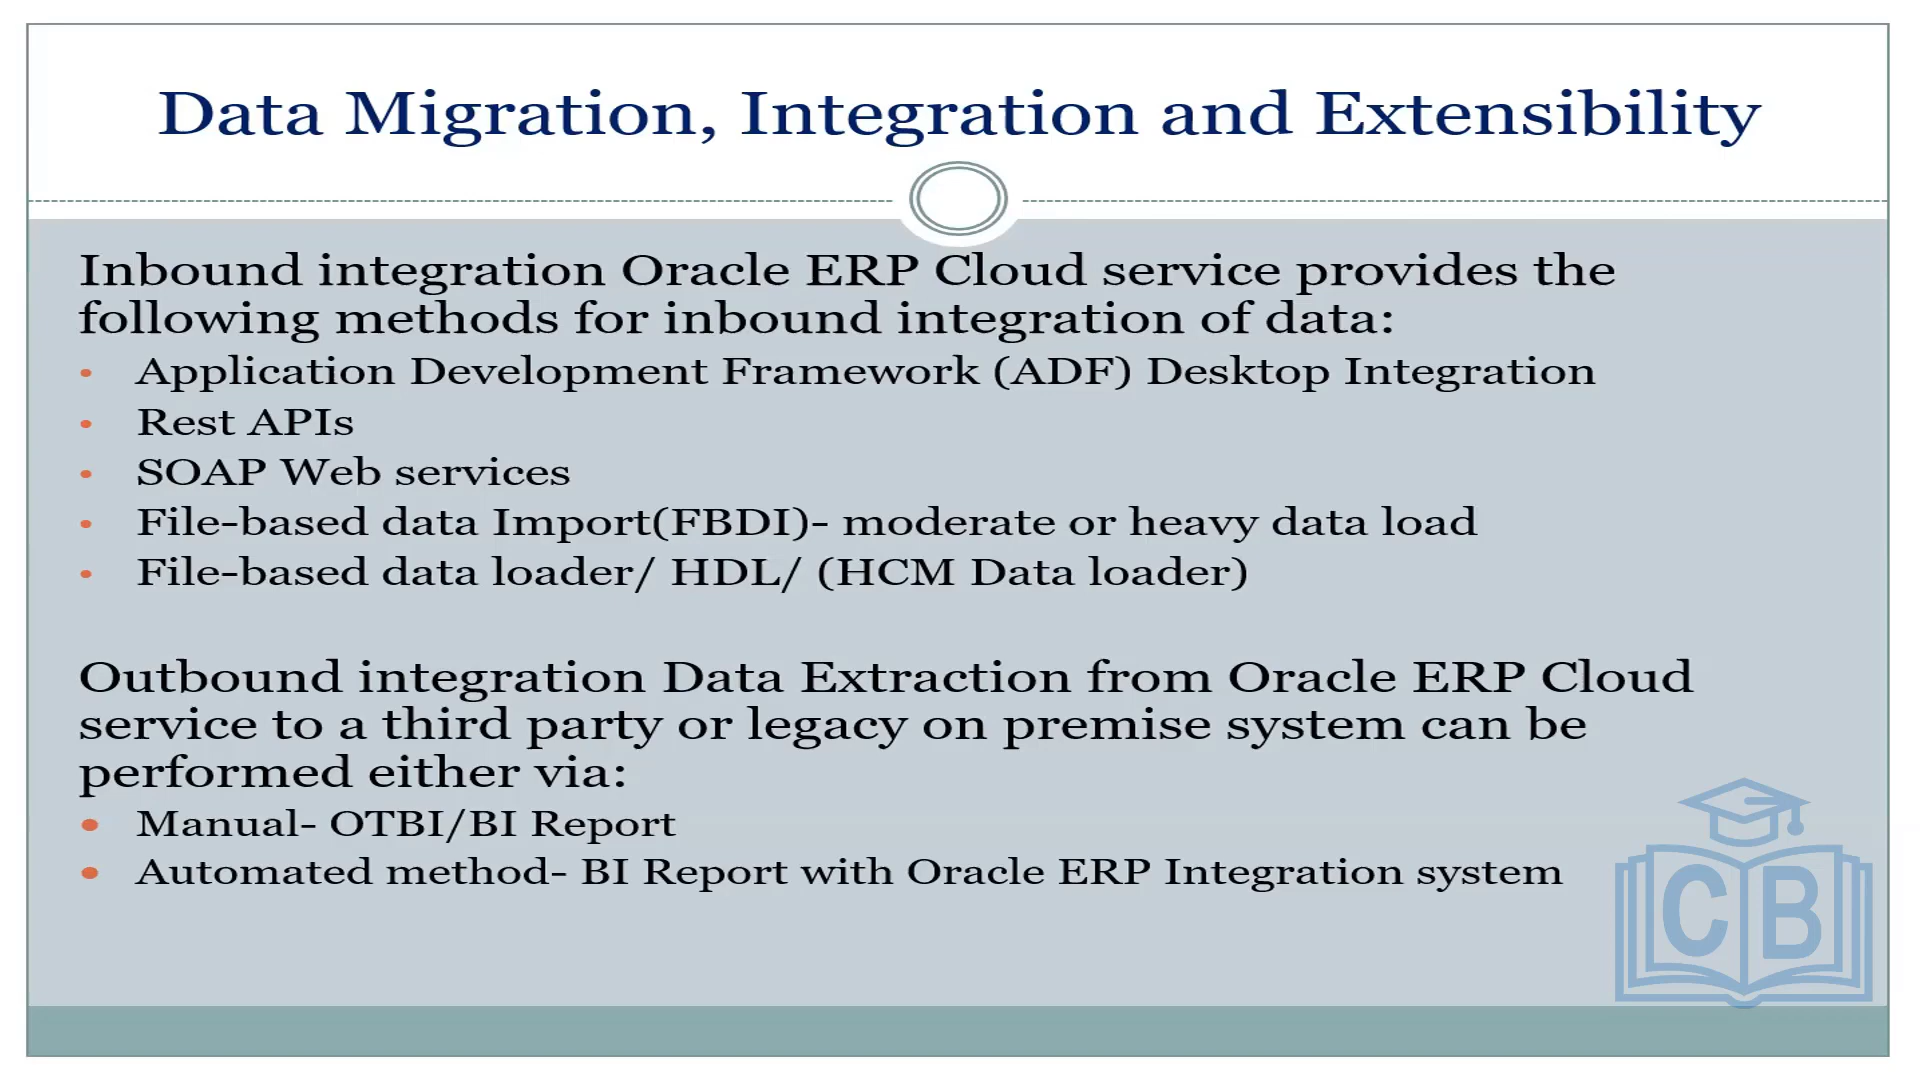 Data Migration, Integration and Extensibility
Inbound integration Oracle ERP Cloud service provides the
following methods for inbound integration of data:
• Application Development Framework (ADF) Desktop Integration
• Rest APIs
• SOAP Web services
• File-based data Import(FBDI)- moderate or heavy data load
• File-based data loader/ HDL/ (HCM Data loader)
Outbound integration Data Extraction from Oracle ERP Cloud
service to a third party or legacy on premise system can be
performed either via:
• Manual- OTBI/BI Report
• Automated method- BI Report with Oracle ERP Integration system
CB